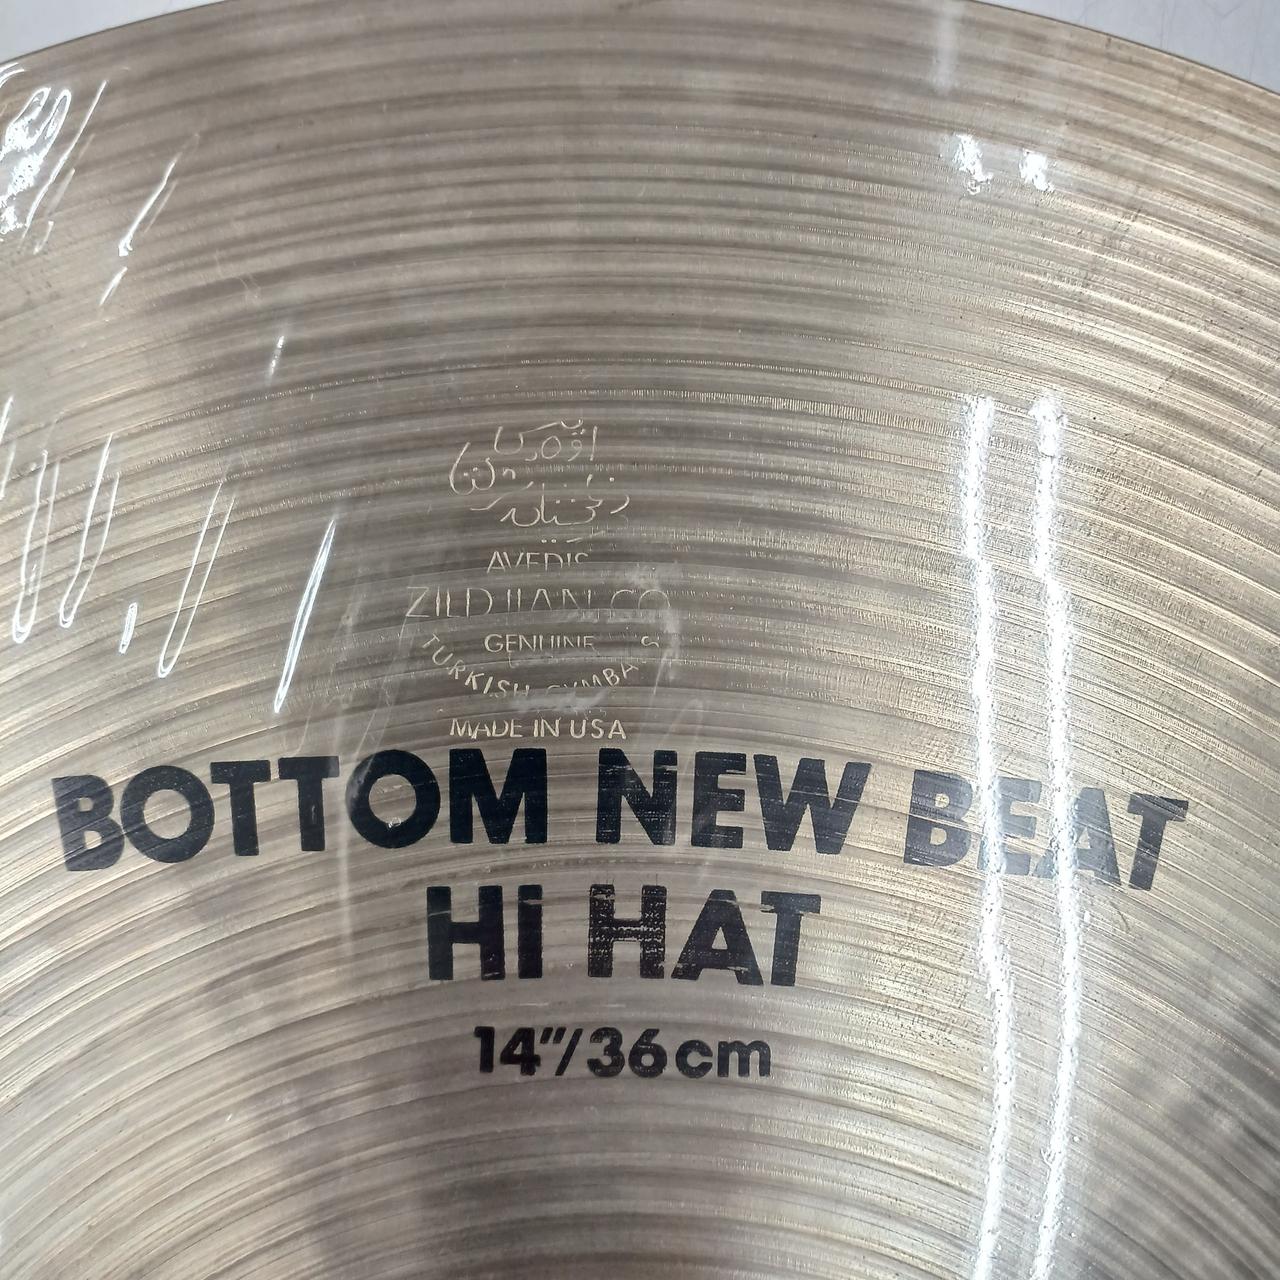 AVEDIS
ZILDJIAN CO
GENUINE
TURKISH CYMBALS
MADE IN USA
BOTTOM NEW BEAT
HI HAT
14"/36cm